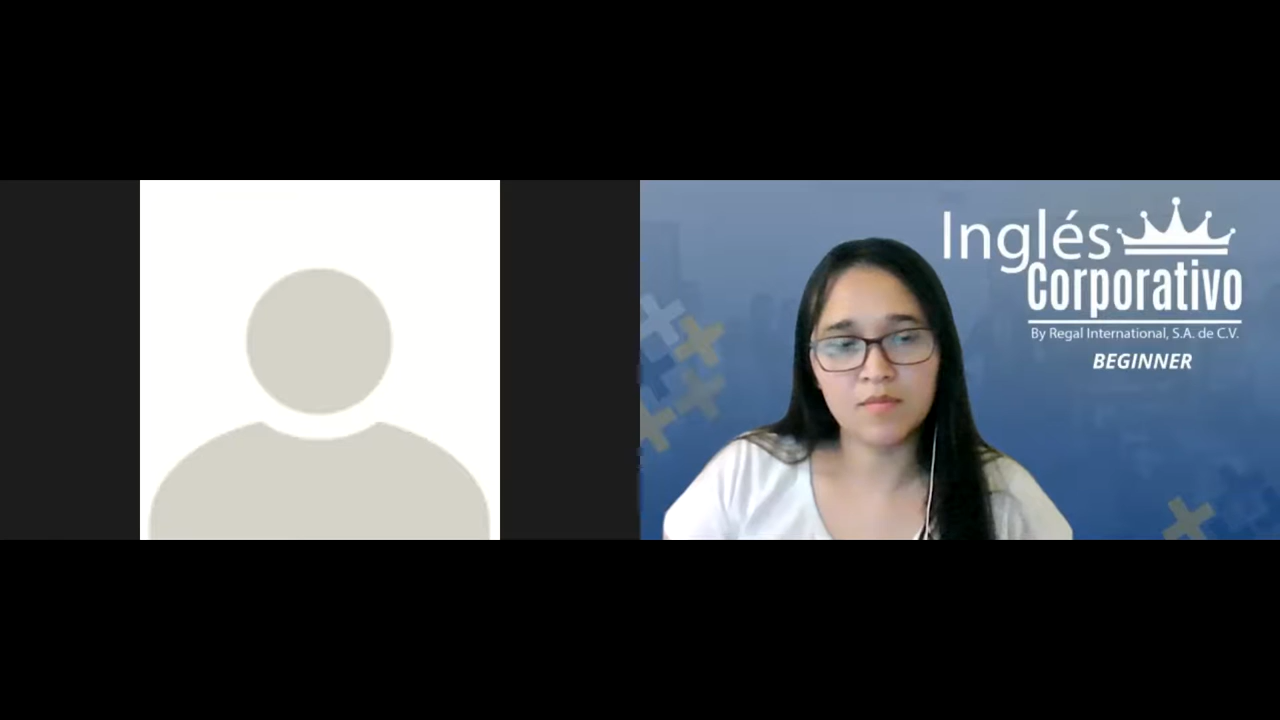 Inglés
Corporativo
By Regal International, S.A. de C.V.
BEGINNER